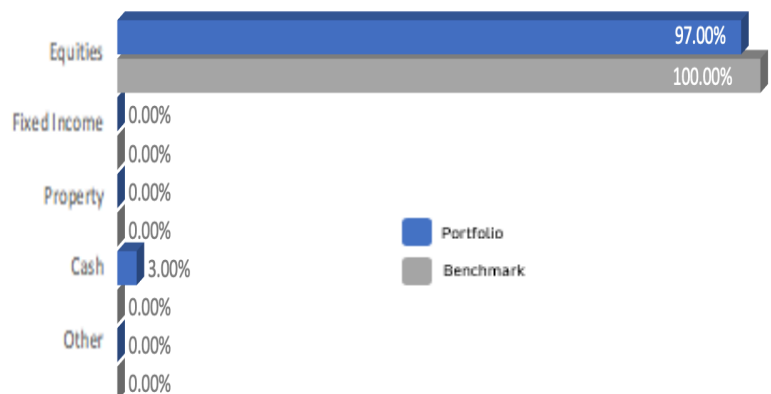 Equities
97.00%
100.00%
Fixed Income
0.00%
0.00%
Property
0.00%
0.00%
Cash
3.00%
0.00%
Other
0.00%
0.00%
Portfolio
Benchmark